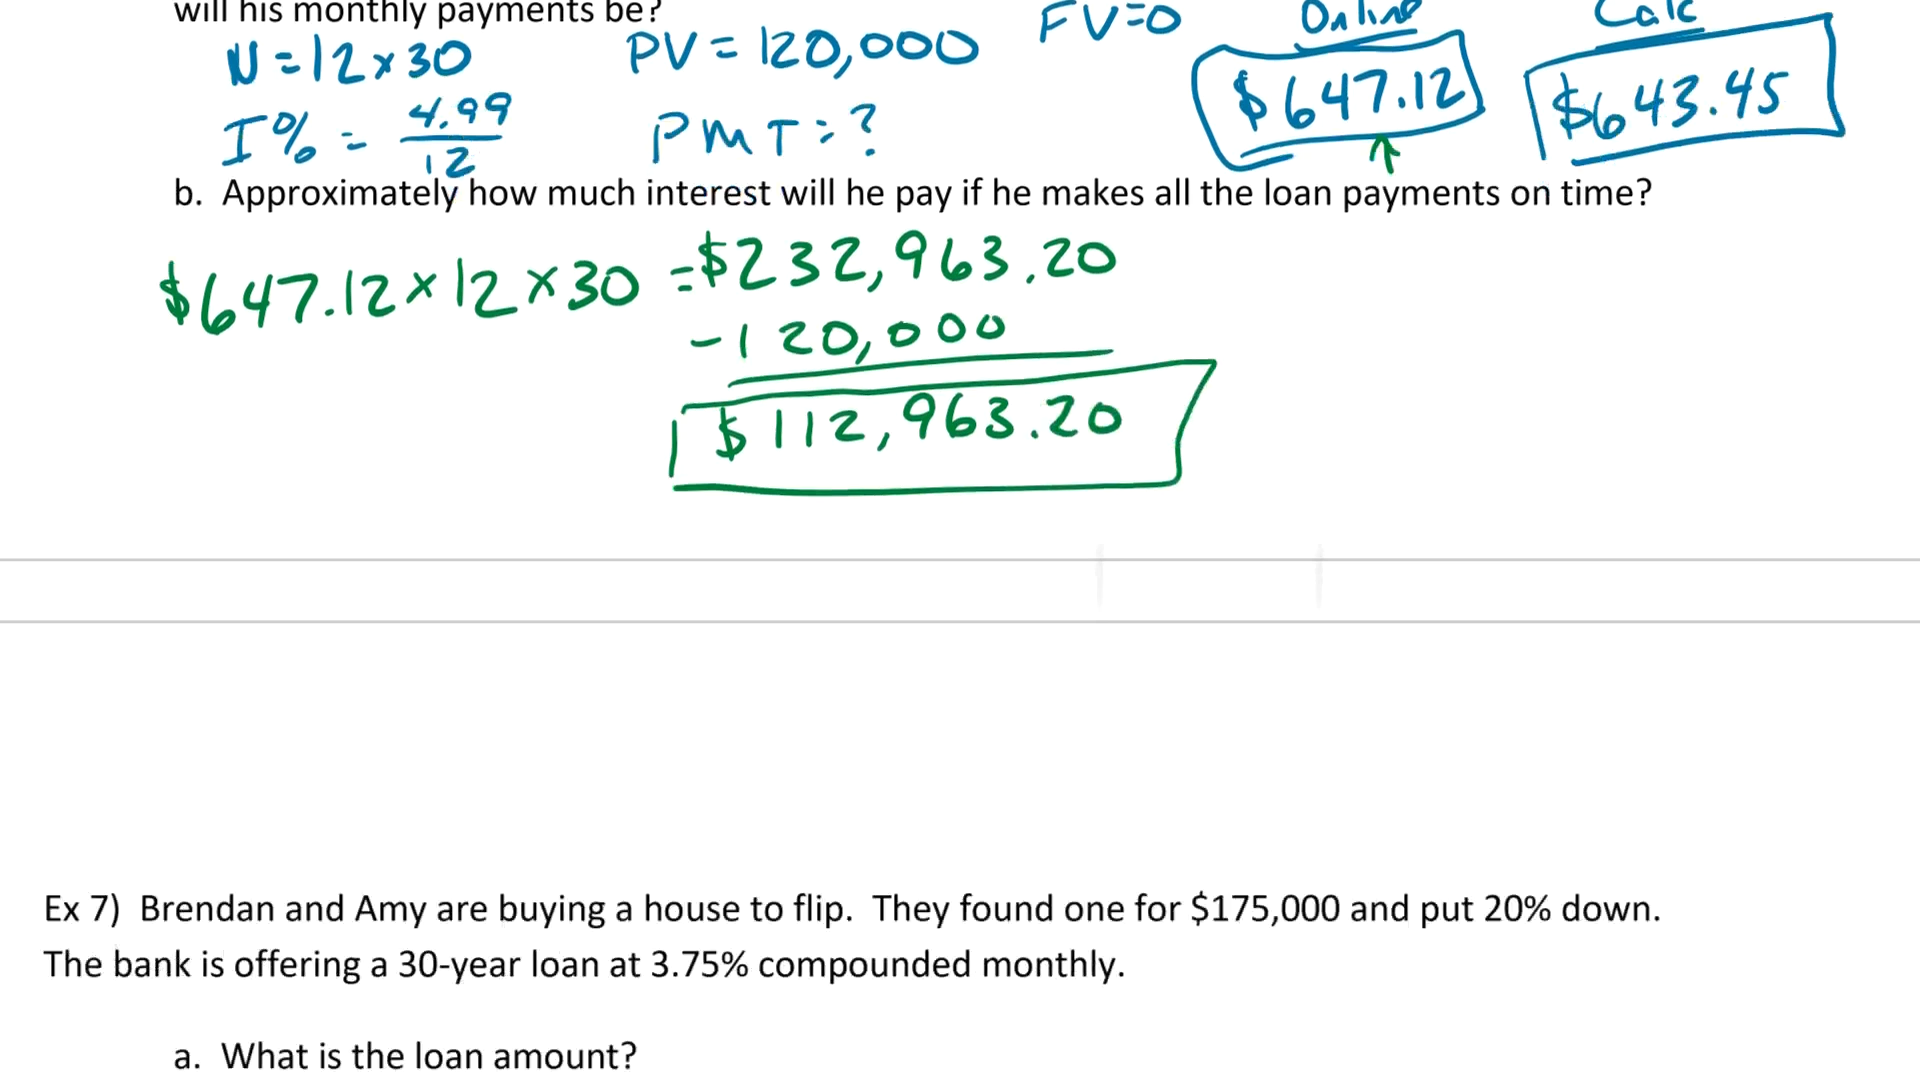 will his monthly payments be?
N = 12 x 30 PV = 120,000 FV=0 Online Calc
I% = 4.99/12 PMT = ? $647.12 $643.45
b. Approximately how much interest will he pay if he makes all the loan payments on time?
$647.12 x 12 x 30 = $232,963.20
-120,000
$112,963.20
Ex 7) Brendan and Amy are buying a house to flip. They found one for $175,000 and put 20% down.
The bank is offering a 30-year loan at 3.75% compounded monthly.
a. What is the loan amount?